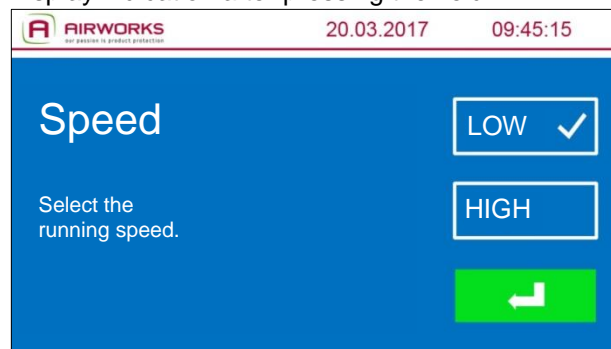 AIRWORKS 20.03.2017 09:45:15
our passion is product protection
Speed
LOW
Select the
running speed.
HIGH